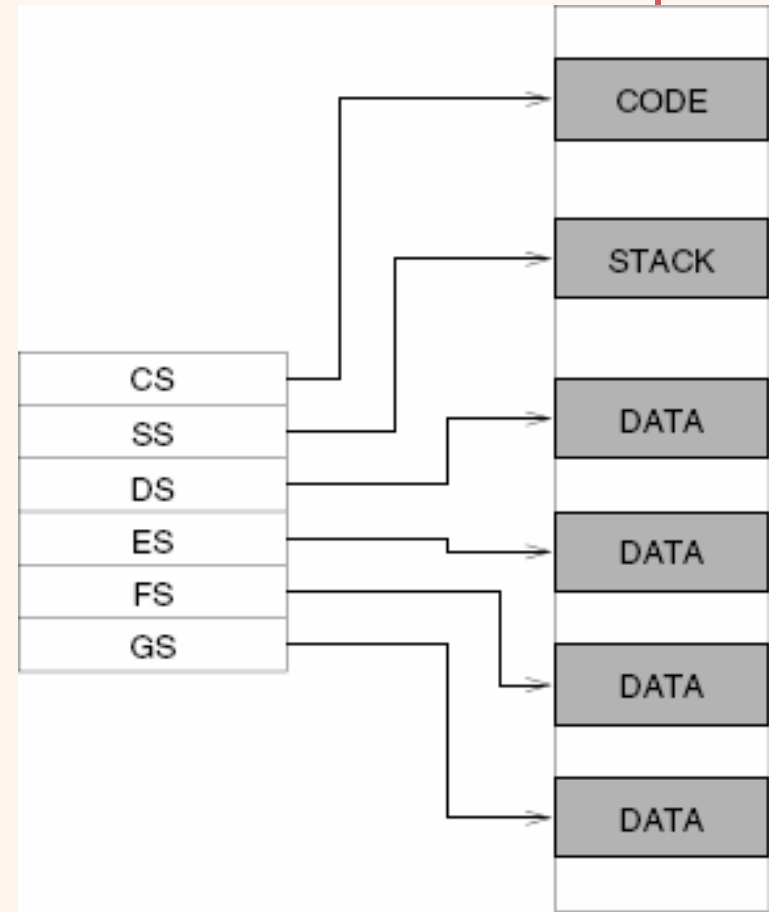 CODE
STACK
CS
SS
DS
ES
FS
GS
DATA
DATA
DATA
DATA